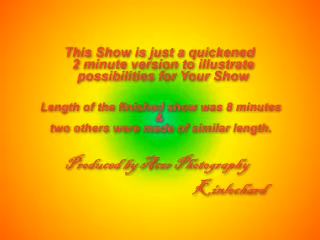 This Show is just a quickened
2 minute version to illustrate
possibilities for Your Show
Length of the finished show was 8 minutes
&
two others were made of similar length.
Produced by Acer Photography
Kinlochard